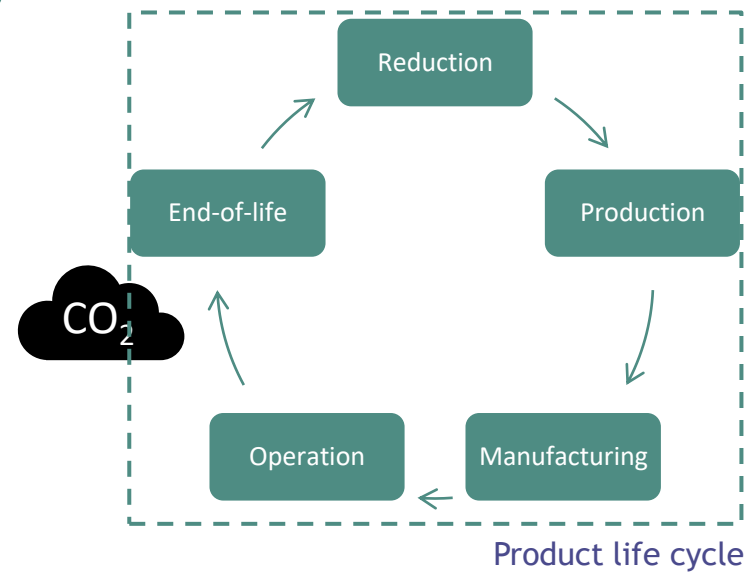 Reduction
End-of-life
Production
CO₂
Operation
Manufacturing
Product life cycle